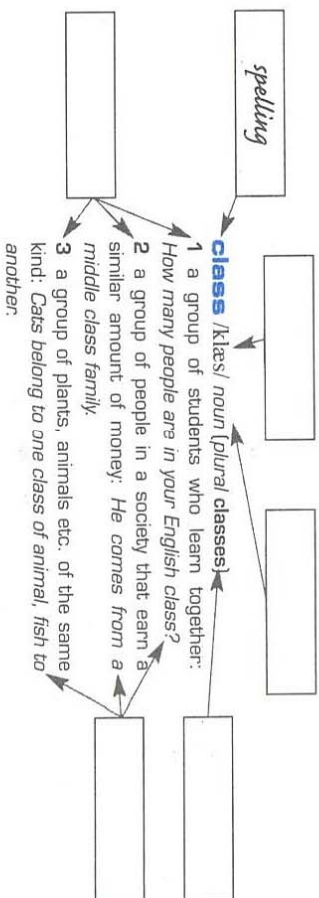 spelling
class /klæs/ noun (plural classes)
1 a group of students who learn together:
How many people are in your English class?
2 a group of people in a society that earn a
similar amount of money: He comes from a
middle class family.
3 a group of plants, animals etc. of the same
kind: Cats belong to one class of animal, fish to
another.